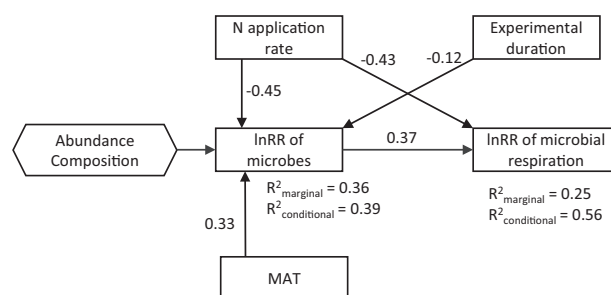 N application
rate
Experimental
duration
-0.43
-0.12
-0.45
Abundance
Composition
lnRR of
microbes
0.37
lnRR of microbial
respiration
R²marginal = 0.36
R²conditional = 0.39
R²marginal = 0.25
R²conditional = 0.56
0.33
MAT